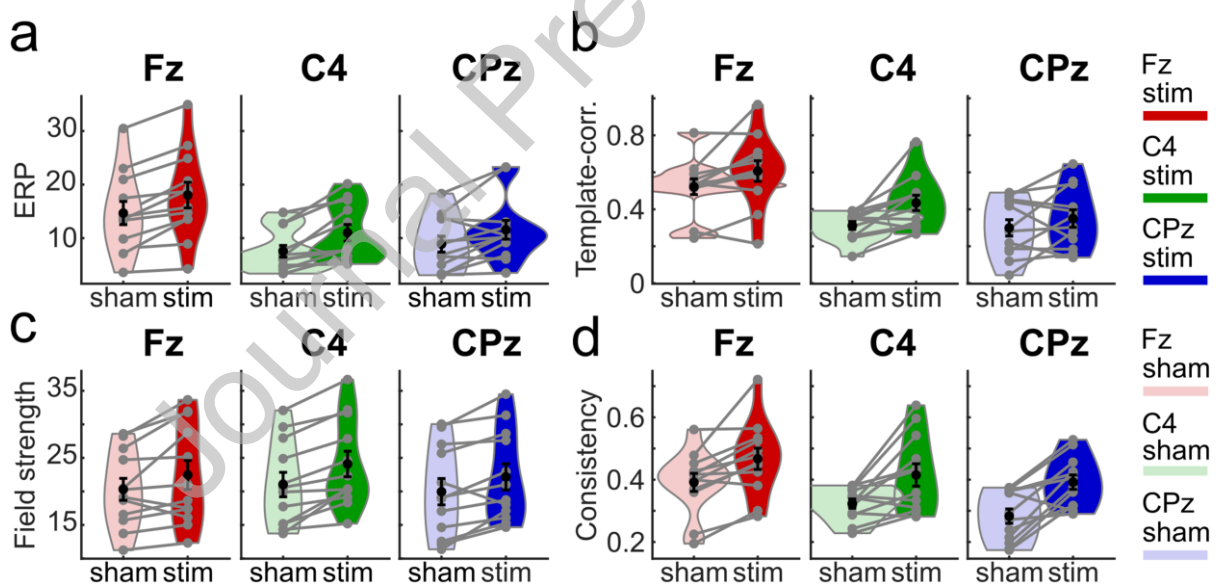 a
Fz C4 CPz
ERP
30
20
10
sham stim sham stim sham stim
b
Fz C4 CPz
Template-corr.
0.8
0.4
0
sham stim sham stim sham stim
Fz
stim
C4
stim
CPz
stim
c
Fz C4 CPz
Field strength
35
25
15
sham stim sham stim sham stim
d
Fz C4 CPz
Consistency
0.6
0.4
0.2
sham stim sham stim sham stim
Fz
sham
C4
sham
CPz
sham
Journal Pre